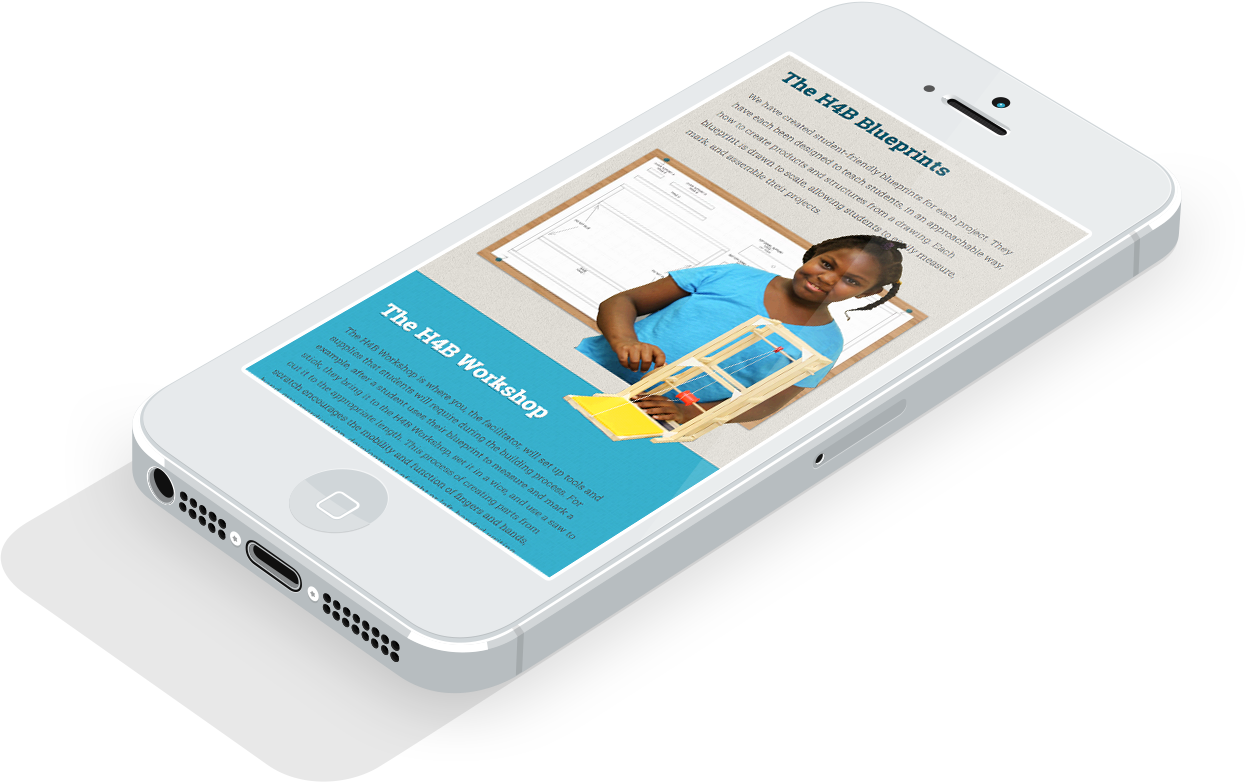 The H4B Blueprints
We have created student-friendly blueprints for each project. They
have each been designed to teach students, in an approachable way,
how to create products and structures from a drawing. Each
blueprint is drawn to scale, allowing students to measure,
mark, and assemble their projects.
The H4B Workshop
The H4B Workshop is where you, the facilitator, will set up tools and
supplies that students will require during the building process. For
example, after a student uses their blueprint to measure and mark a
stick, they bring it to the H4B Workshop, set it in a vice, and use a saw to
cut it to the appropriate length. This process of creating parts from
scratch encourages the mobility and function of fingers and hands,